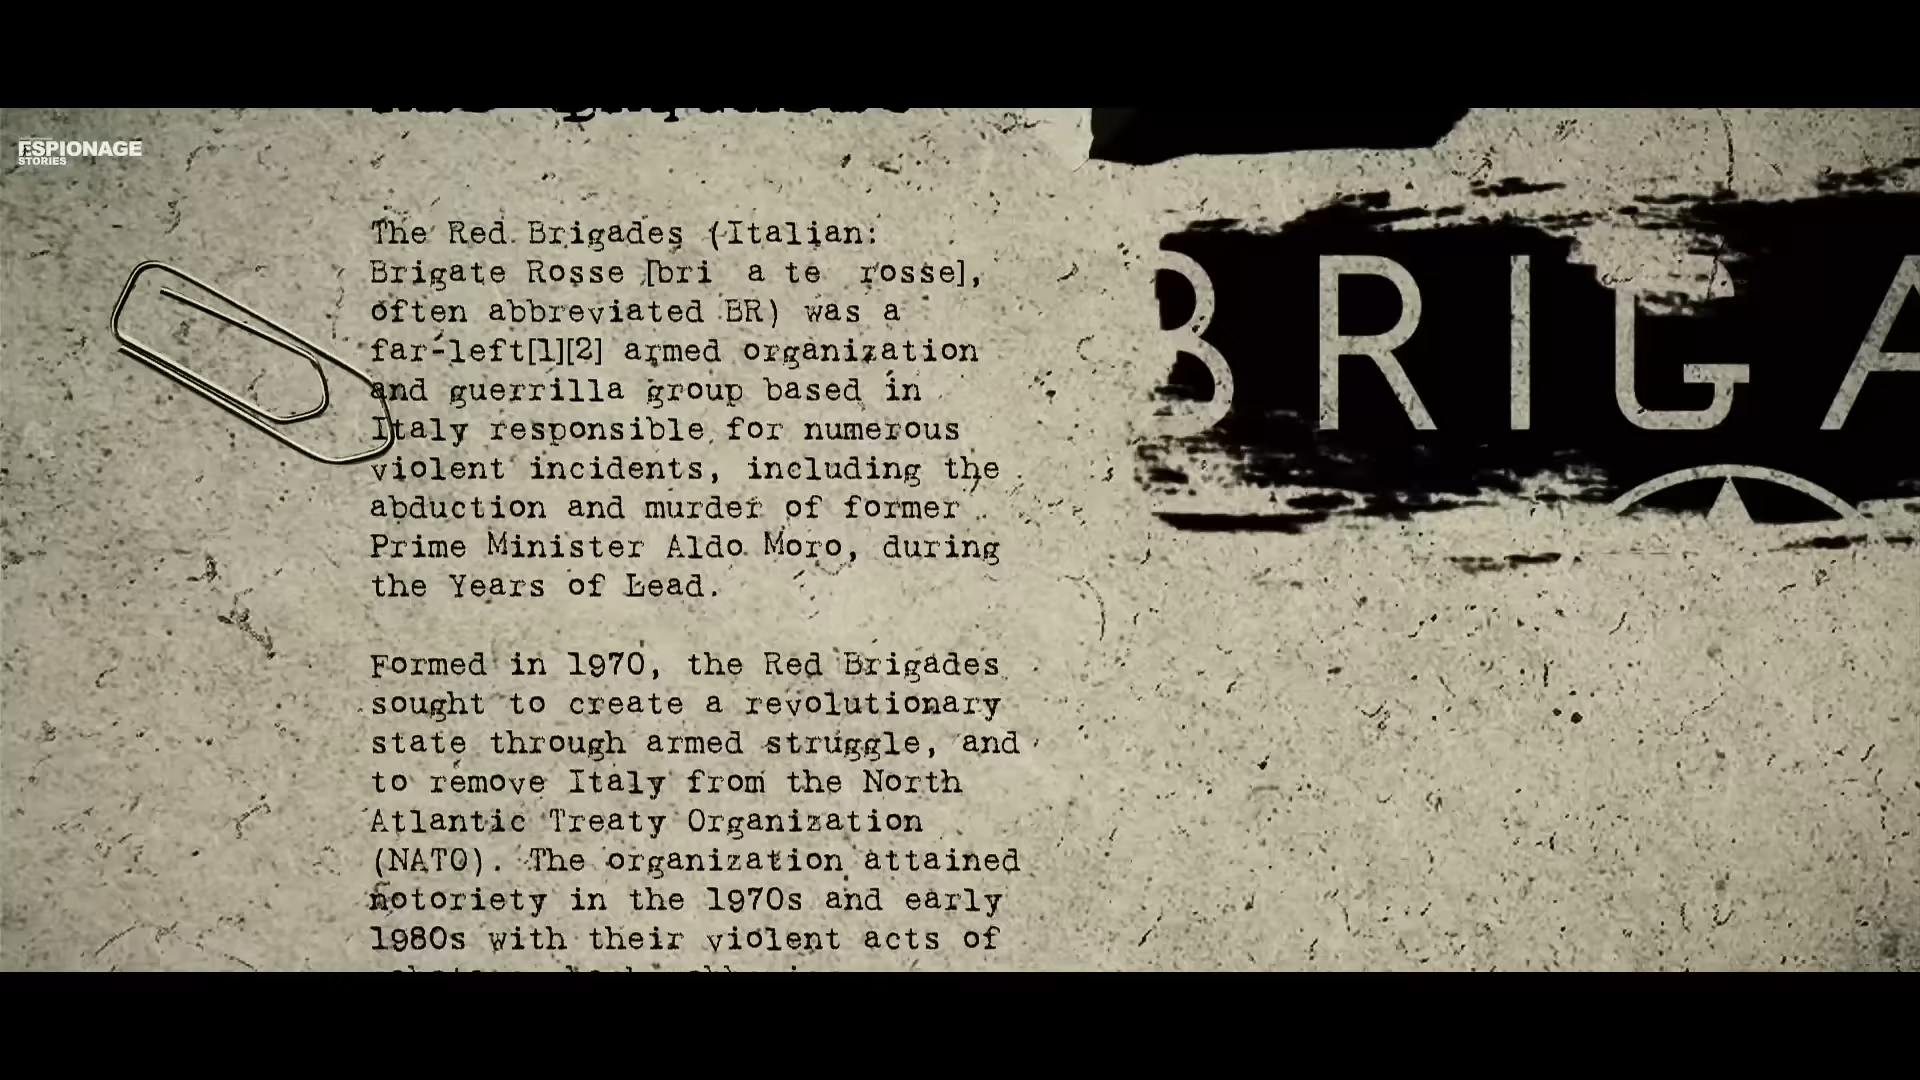 ESPIONAGE
STORIES
The Red Brigades (Italian:
Brigate Rosse [bri a te rosse],
often abbreviated BR) was a
far-left[1][2] armed organization
and guerrilla group based in
Italy responsible for numerous
violent incidents, including the
abduction and murder of former
Prime Minister Aldo Moro, during
the Years of Lead.
Formed in 1970, the Red Brigades
sought to create a revolutionary
state through armed struggle, and
to remove Italy from the North
Atlantic Treaty Organization
(NATO). The organization attained
notoriety in the 1970s and early
1980s with their violent acts of
BRIGA